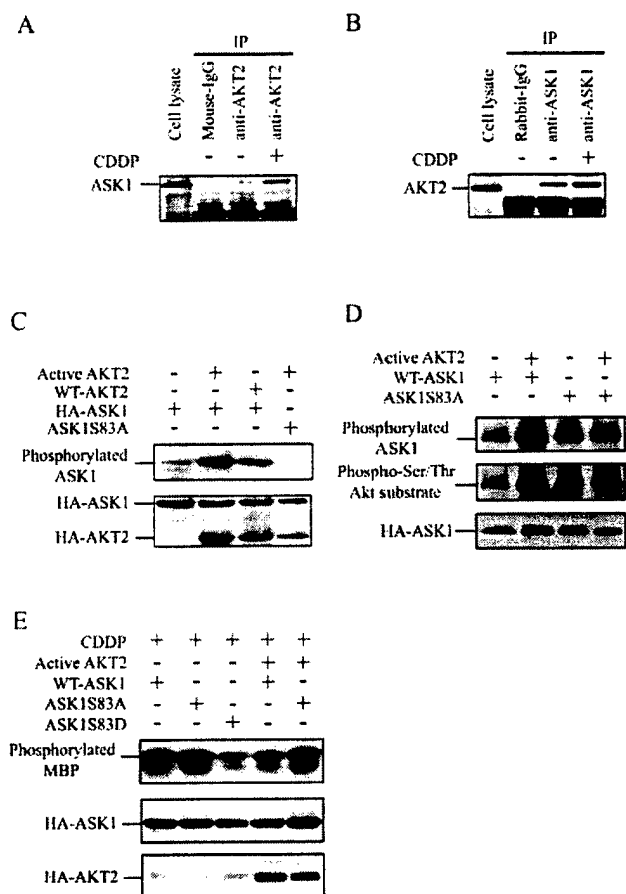 A
IP
Cell lysate
Mouse-IgG
anti-AKT2
anti-AKT2
CDDP - - +
ASK1
B
IP
Cell lysate
Rabbit-IgG
anti-ASK1
anti-ASK1
CDDP - - +
AKT2
C
Active AKT2 - + - +
WT-AKT2 - - + -
HA-ASK1 + + + -
ASK1S83A - - - +
Phosphorylated
ASK1
HA-ASK1
HA-AKT2
D
Active AKT2 - + - +
WT-ASK1 + + - -
ASK1S83A - - + +
Phosphorylated
ASK1
Phospho-Ser/Thr
Akt substrate
HA-ASK1
E
CDDP + + + + +
Active AKT2 - - - + +
WT-ASK1 + - - + -
ASK1S83A - + - - +
ASK1S83D - - + - -
Phosphorylated
MBP
HA-ASK1
HA-AKT2